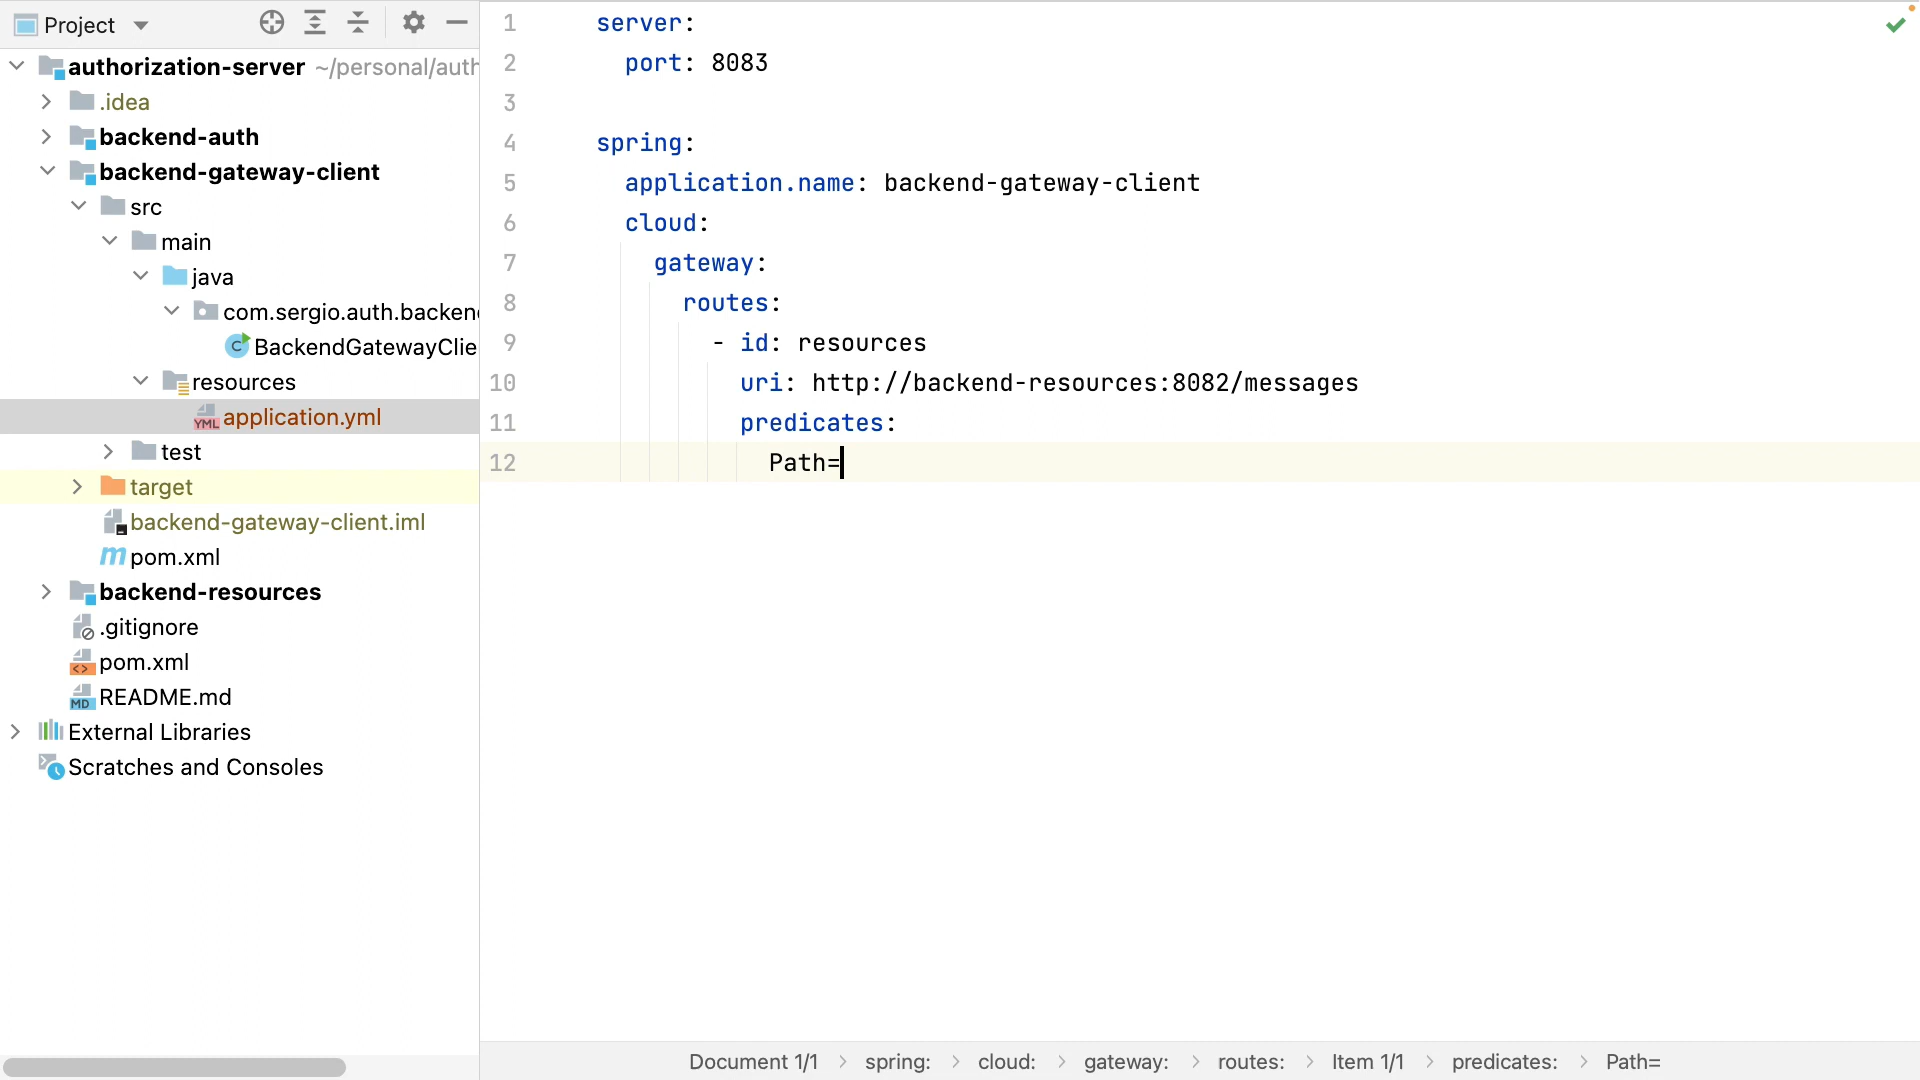 Project
authorization-server ~/personal/auth
.idea
backend-auth
backend-gateway-client
src
main
java
com.sergio.auth.backen
BackendGatewayClie
resources
application.yml
test
target
backend-gateway-client.iml
pom.xml
backend-resources
.gitignore
pom.xml
README.md
External Libraries
Scratches and Consoles
1 server:
2 port: 8083
3
4 spring:
5 application.name: backend-gateway-client
6 cloud:
7 gateway:
8 routes:
9 - id: resources
10 uri: http://backend-resources:8082/messages
11 predicates:
12 Path=
Document 1/1 > spring: > cloud: > gateway: > routes: > Item 1/1 > predicates: > Path=